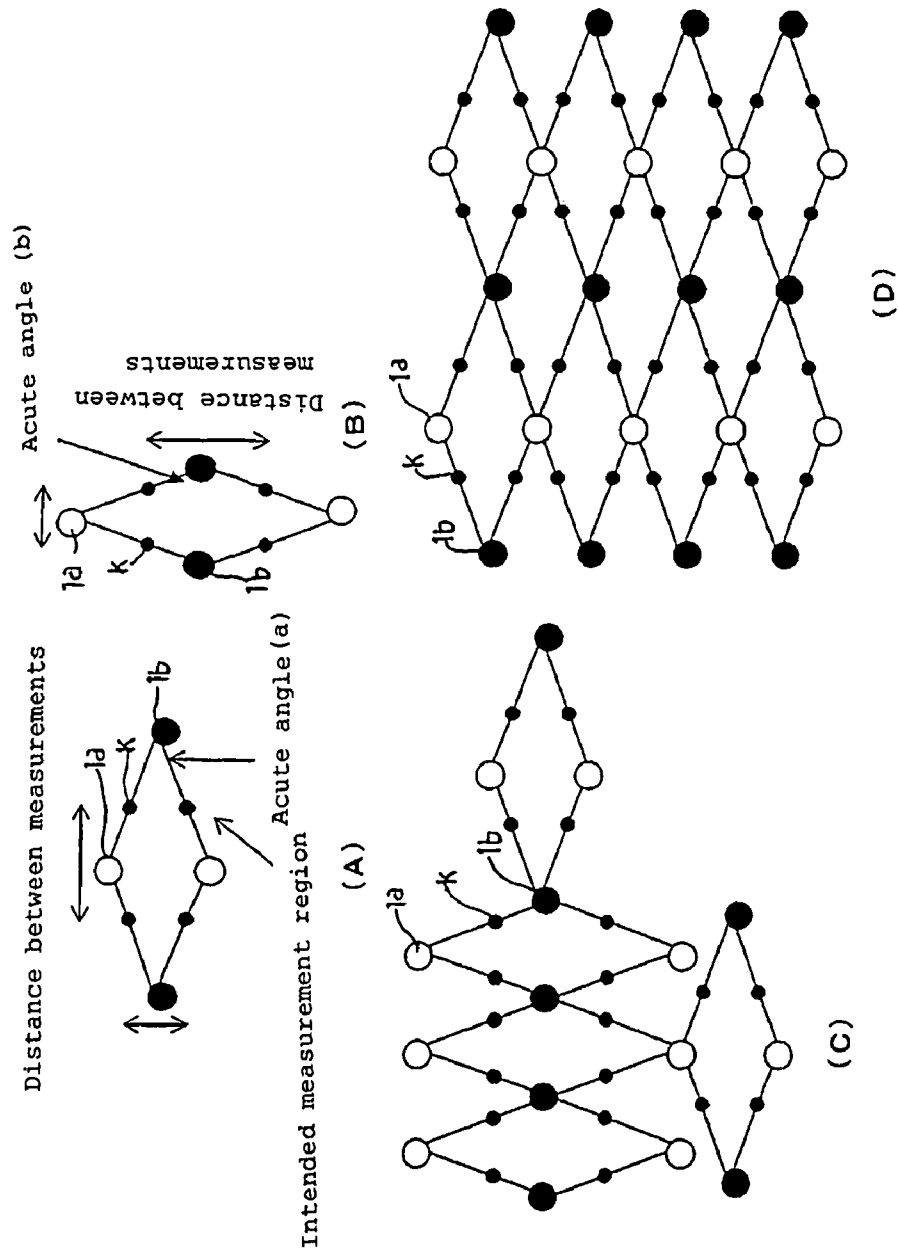 Distance between measurements
1a
K
1b
Acute angle(a)
Intended measurement region
(A)
Acute angle (b)
1a
K
1b
Distance between
measurements
(B)
1a
K
1b
(C)
1a
K
1b
(D)